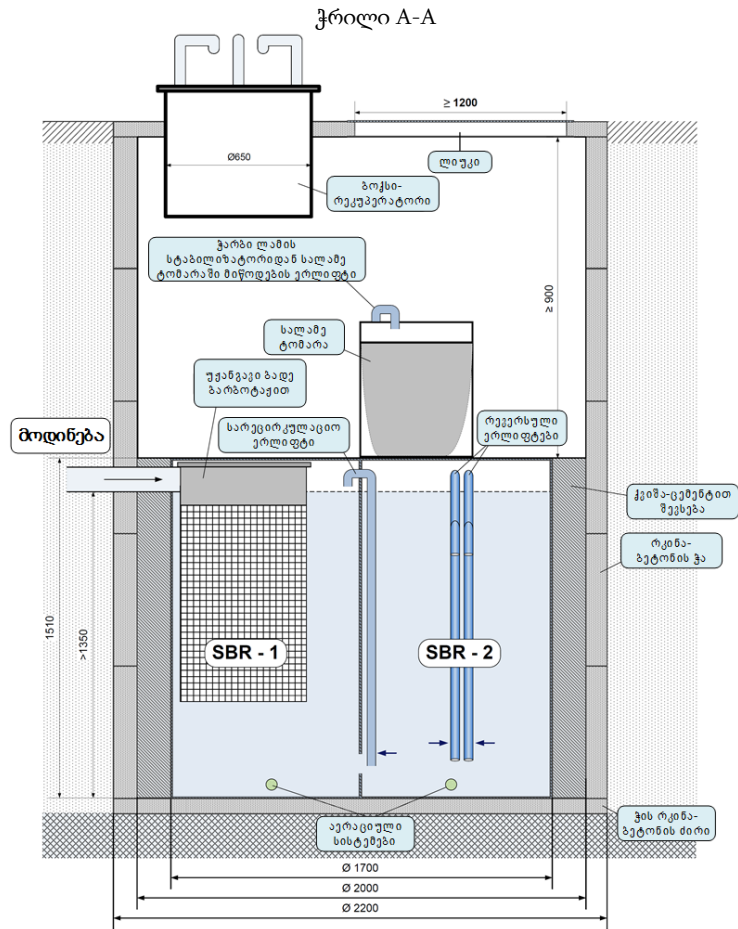 ჭრილი A-A
≥ 1200
ლიუკი
Ø650
ბოქსი-
რეკუპერატორი
ჭარბი ლამის
სტაბილიზატორიდან სალამე
ტომარაში მიწოდების ერლიფტი
≥ 900
სალამე
ტომარა
უჟანგავი ბადე
ბარბოტაჟით
მოდინება
სარეცირკულაციო
ერლიფტი
რევერსული
ერლიფტები
ქვიშა-ცემენტით
შევსება
რკინა-
ბეტონის ჭა
1510
>1350
SBR - 1
SBR - 2
აერაციული
სისტემები
ჭის რკინა-
ბეტონის ძირი
Ø 1700
Ø 2000
Ø 2200